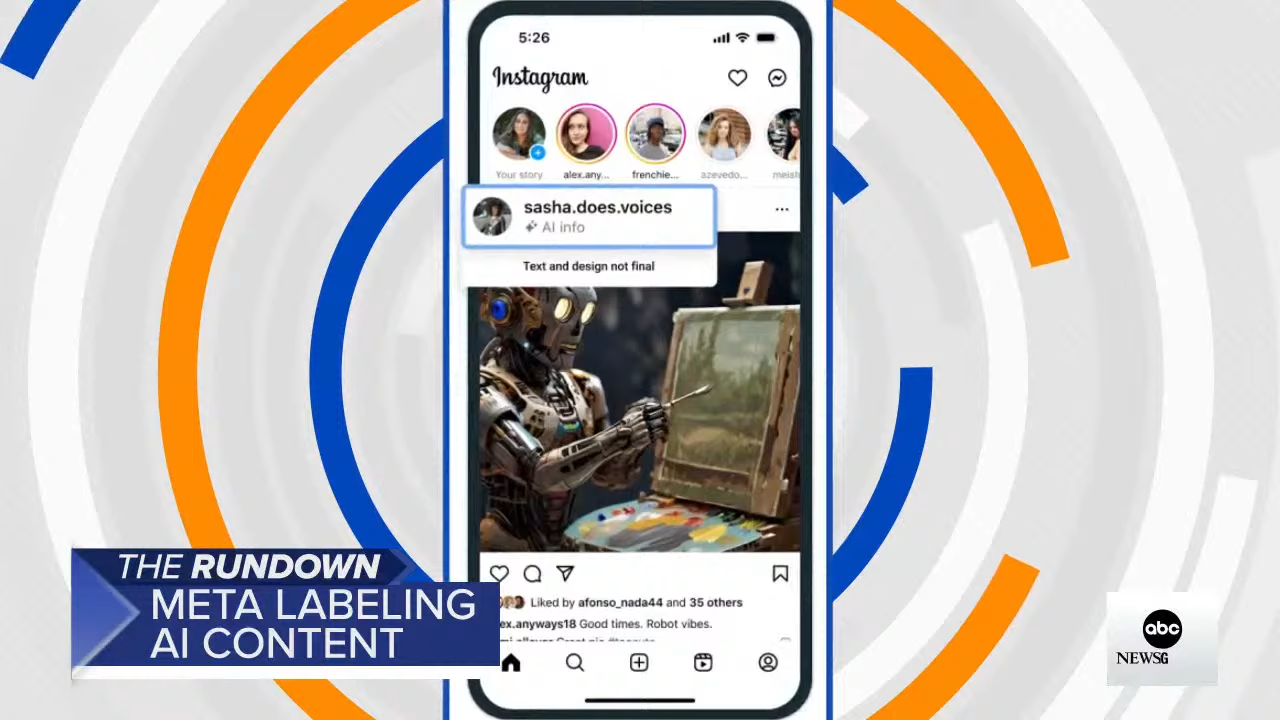 5:26
Instagram
Your story
alex.any...
frenchie...
azevedo...
meish
sasha.does.voices
AI info
Text and design not final
Liked by afonso_nada44 and 35 others
ex.anyways18 Good times. Robot vibes.
THE RUNDOWN
META LABELING
AI CONTENT
abc
NEWSG